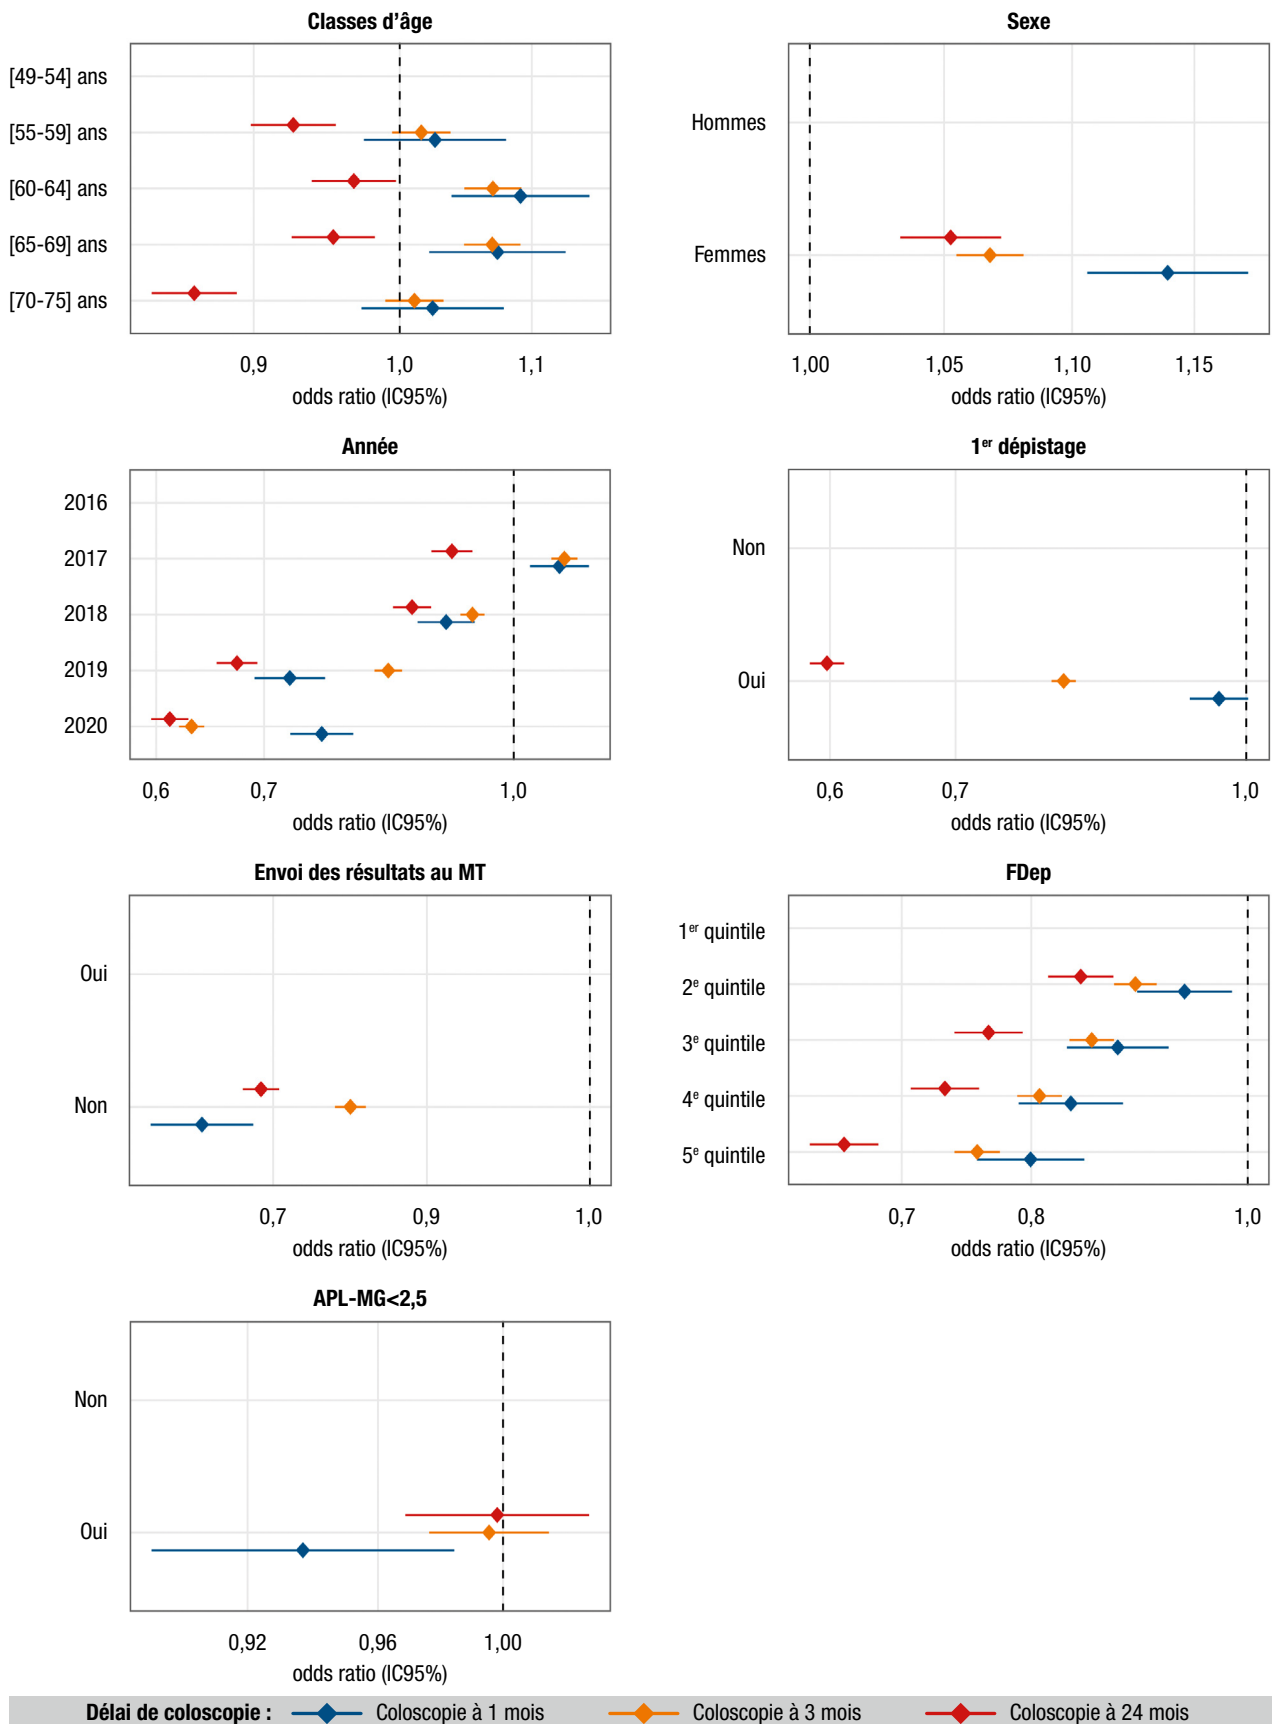 Classes d’âge
[49-54] ans
[55-59] ans
[60-64] ans
[65-69] ans
[70-75] ans
0,9 1,0 1,1
odds ratio (IC95%)
Sexe
Hommes
Femmes
1,00 1,05 1,10 1,15
odds ratio (IC95%)
Année
2016
2017
2018
2019
2020
0,6 0,7 1,0
odds ratio (IC95%)
1er dépistage
Non
Oui
0,6 0,7 1,0
odds ratio (IC95%)
Envoi des résultats au MT
Oui
Non
0,7 0,9 1,0
odds ratio (IC95%)
FDep
1er quintile
2e quintile
3e quintile
4e quintile
5e quintile
0,7 0,8 1,0
odds ratio (IC95%)
APL-MG<2,5
Non
Oui
0,92 0,96 1,00
odds ratio (IC95%)
Délai de coloscopie : Coloscopie à 1 mois Coloscopie à 3 mois Coloscopie à 24 mois